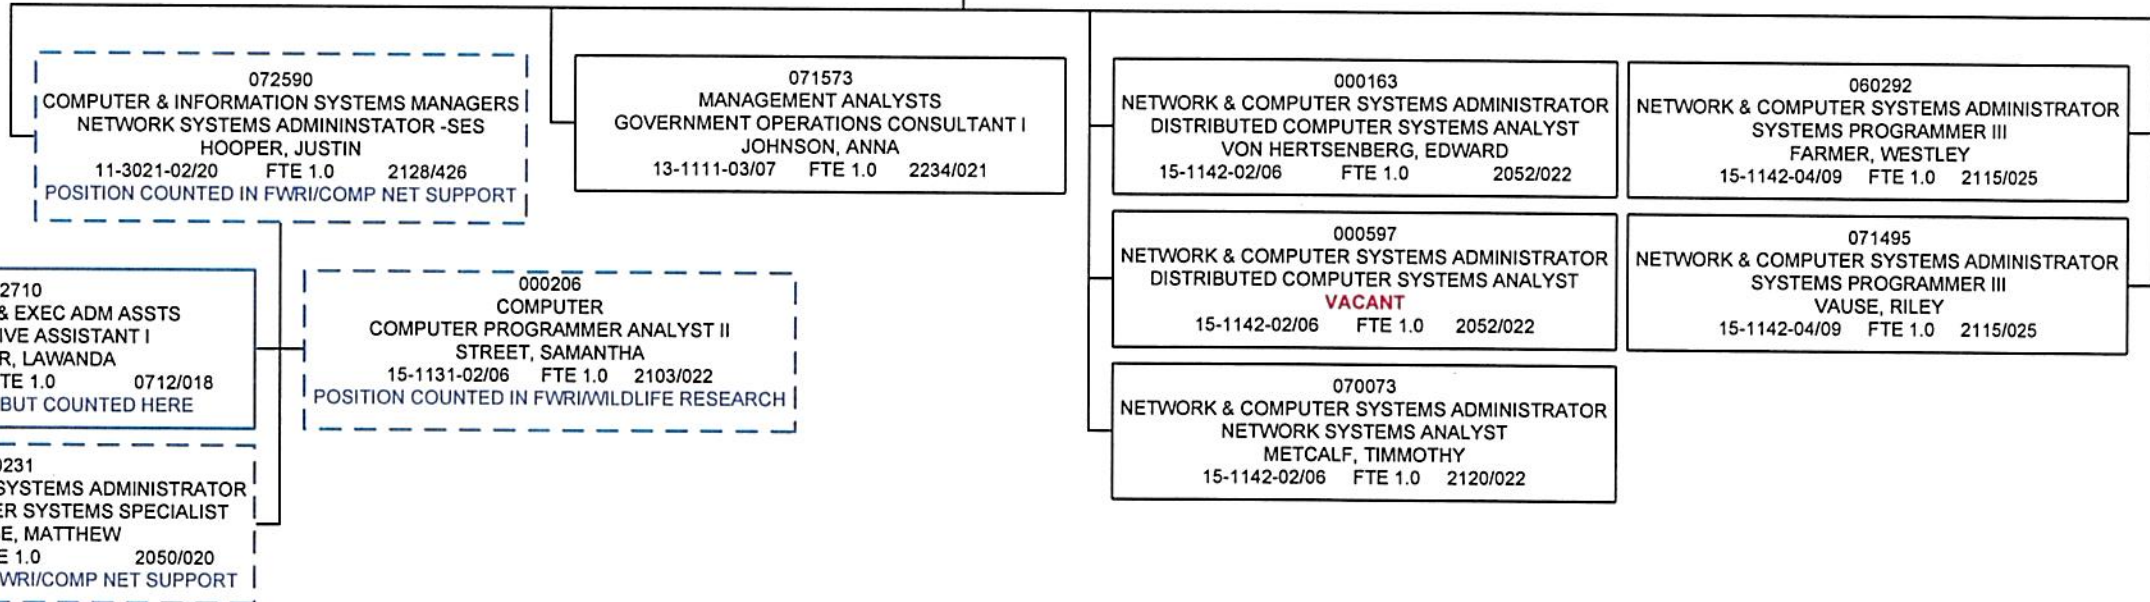 072590
COMPUTER & INFORMATION SYSTEMS MANAGERS
NETWORK SYSTEMS ADMININSTATOR -SES
HOOPER, JUSTIN
11-3021-02/20 FTE 1.0 2128/426
POSITION COUNTED IN FWRI/COMP NET SUPPORT
071573
MANAGEMENT ANALYSTS
GOVERNMENT OPERATIONS CONSULTANT I
JOHNSON, ANNA
13-1111-03/07 FTE 1.0 2234/021
000163
NETWORK & COMPUTER SYSTEMS ADMINISTRATOR
DISTRIBUTED COMPUTER SYSTEMS ANALYST
VON HERTSENBERG, EDWARD
15-1142-02/06 FTE 1.0 2052/022
060292
NETWORK & COMPUTER SYSTEMS ADMINISTRATOR
SYSTEMS PROGRAMMER III
FARMER, WESTLEY
15-1142-04/09 FTE 1.0 2115/025
000597
NETWORK & COMPUTER SYSTEMS ADMINISTRATOR
DISTRIBUTED COMPUTER SYSTEMS ANALYST
VACANT
15-1142-02/06 FTE 1.0 2052/022
071495
NETWORK & COMPUTER SYSTEMS ADMINISTRATOR
SYSTEMS PROGRAMMER III
VAUSE, RILEY
15-1142-04/09 FTE 1.0 2115/025
2710
& EXEC ADM ASSTS
IVE ASSISTANT I
R, LAWANDA
TE 1.0 0712/018
BUT COUNTED HERE
000206
COMPUTER
COMPUTER PROGRAMMER ANALYST II
STREET, SAMANTHA
15-1131-02/06 FTE 1.0 2103/022
POSITION COUNTED IN FWRI/WILDLIFE RESEARCH
070073
NETWORK & COMPUTER SYSTEMS ADMINISTRATOR
NETWORK SYSTEMS ANALYST
METCALF, TIMMOTHY
15-1142-02/06 FTE 1.0 2120/022
231
SYSTEMS ADMINISTRATOR
ER SYSTEMS SPECIALIST
E, MATTHEW
E 1.0 2050/020
WRI/COMP NET SUPPORT